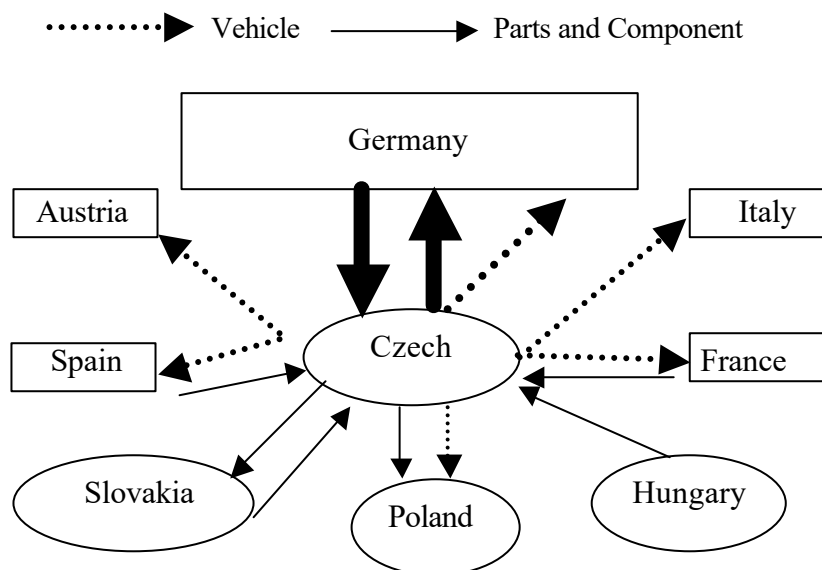 Vehicle Parts and Component
Germany
Austria Italy
Czech
Spain France
Slovakia Hungary
Poland